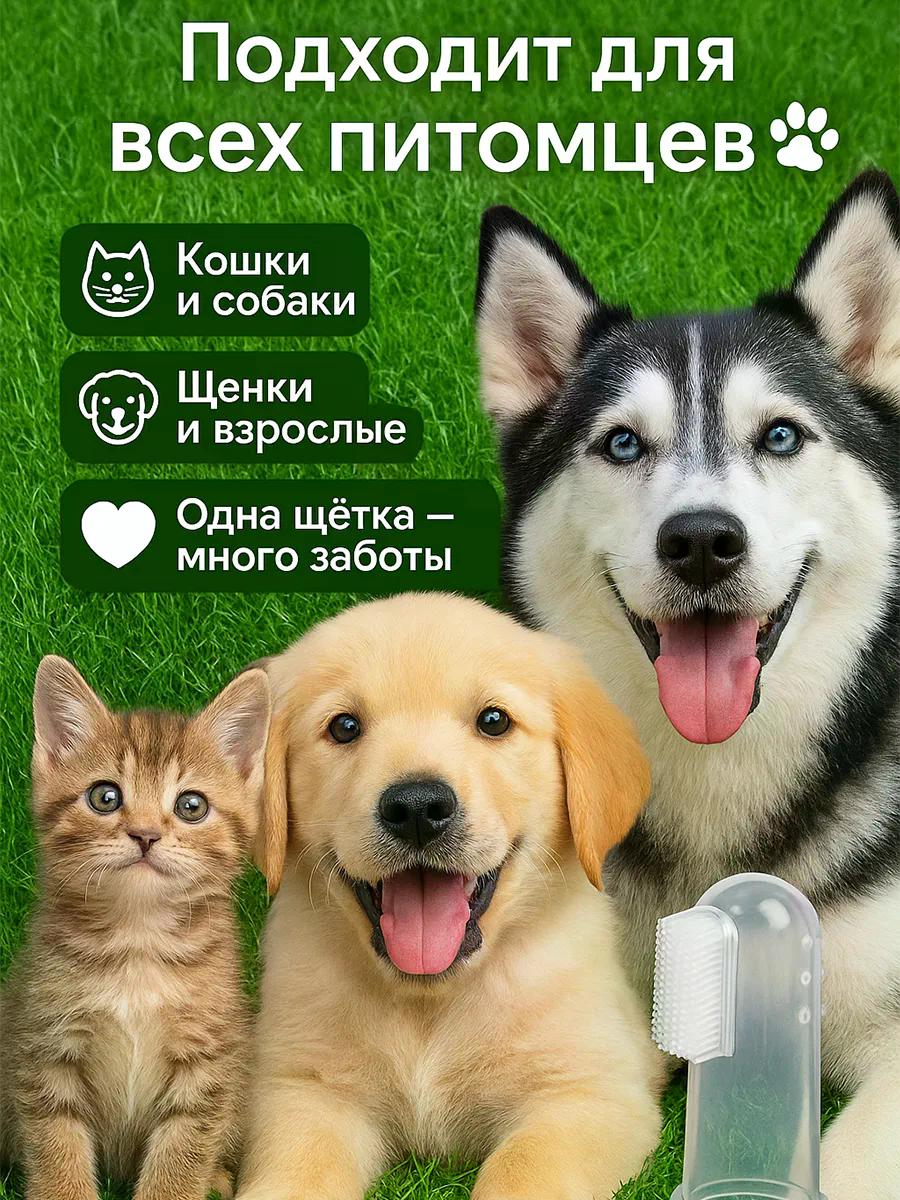 Подходит для
всех питомцев
Кошки
и собаки
Щенки
и взрослые
Одна щётка –
много заботы